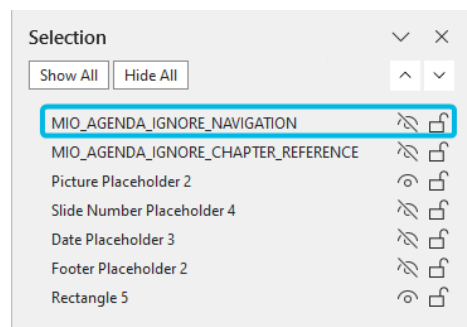 Selection
Show All Hide All
MIO_AGENDA_IGNORE_NAVIGATION
MIO_AGENDA_IGNORE_CHAPTER_REFERENCE
Picture Placeholder 2
Slide Number Placeholder 4
Date Placeholder 3
Footer Placeholder 2
Rectangle 5